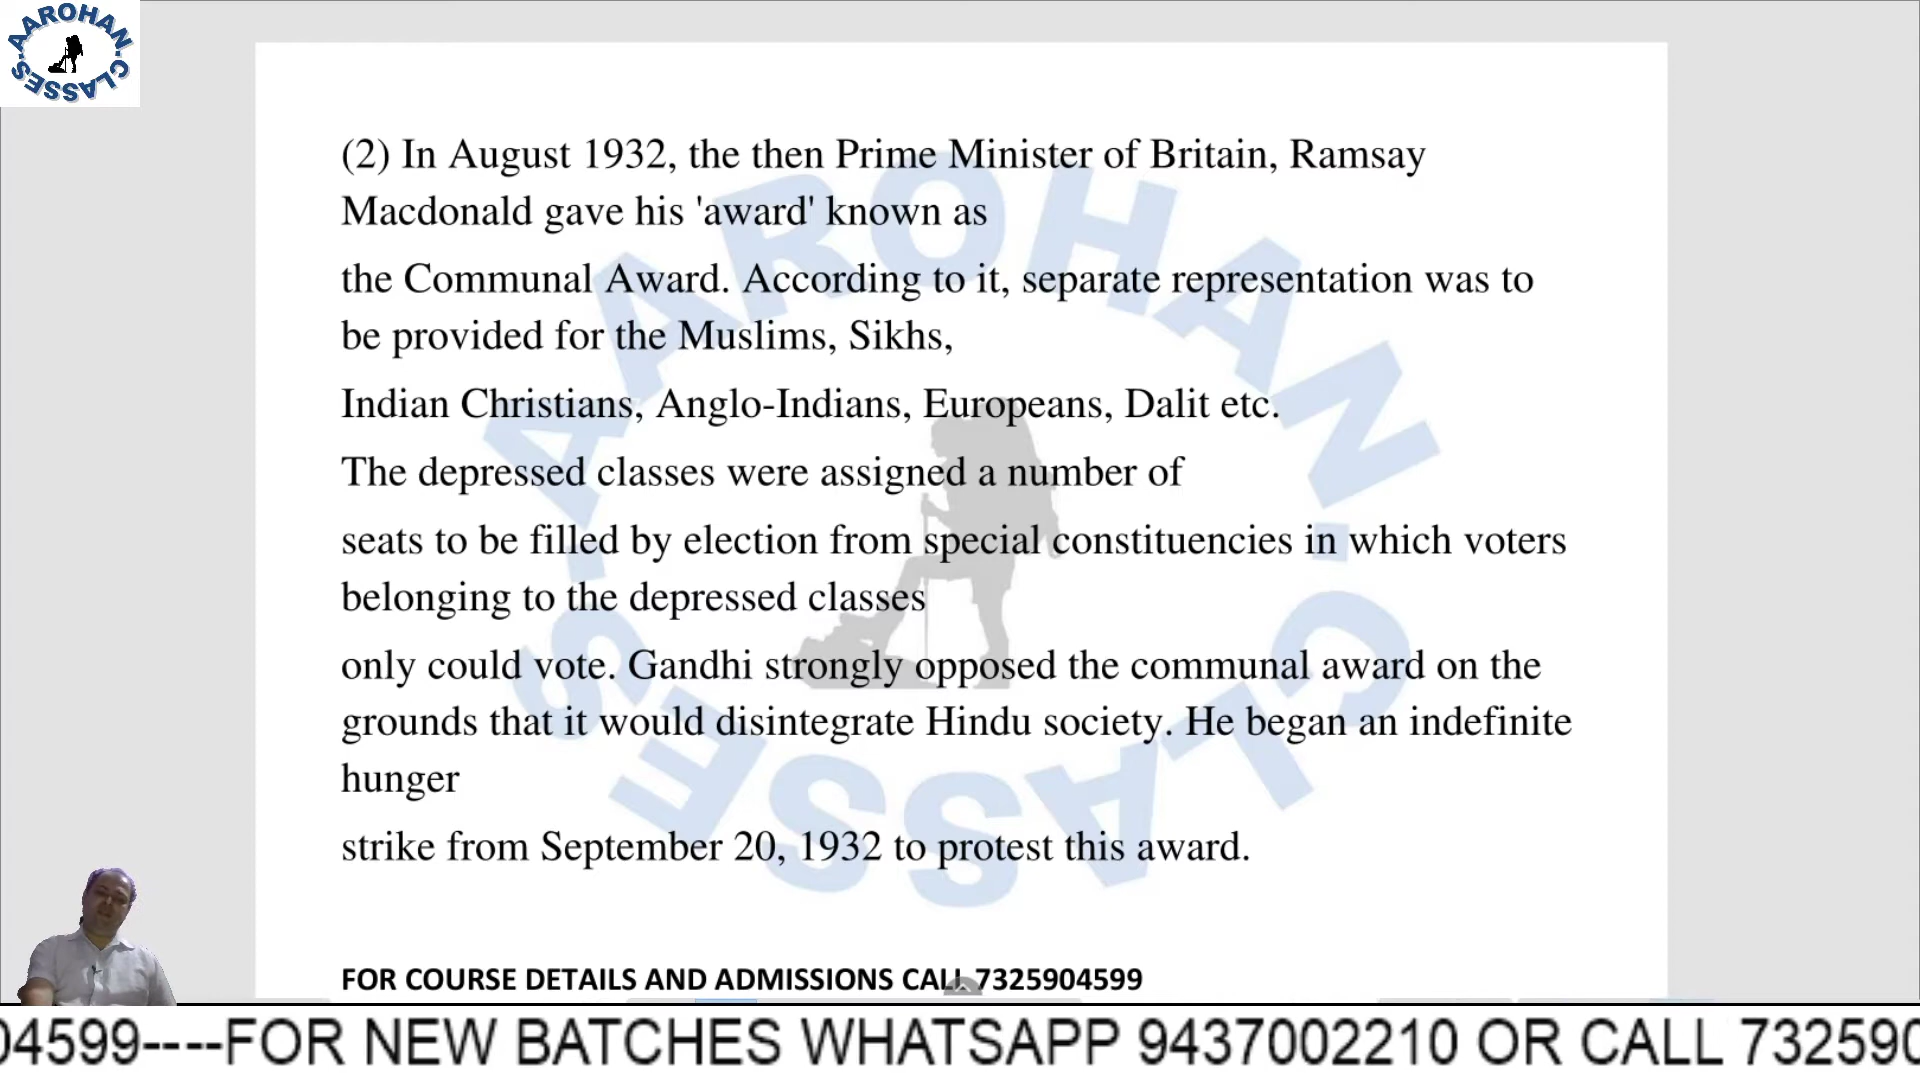 AAROHAN.CLASSES.
(2) In August 1932, the then Prime Minister of Britain, Ramsay
Macdonald gave his 'award' known as
the Communal Award. According to it, separate representation was to
be provided for the Muslims, Sikhs,
Indian Christians, Anglo-Indians, Europeans, Dalit etc.
The depressed classes were assigned a number of
seats to be filled by election from special constituencies in which voters
belonging to the depressed classes
only could vote. Gandhi strongly opposed the communal award on the
grounds that it would disintegrate Hindu society. He began an indefinite
hunger
strike from September 20, 1932 to protest this award.
AAROHAN.CLASSES.
FOR COURSE DETAILS AND ADMISSIONS CALL 7325904599
04599----FOR NEW BATCHES WHATSAPP 9437002210 OR CALL 732590